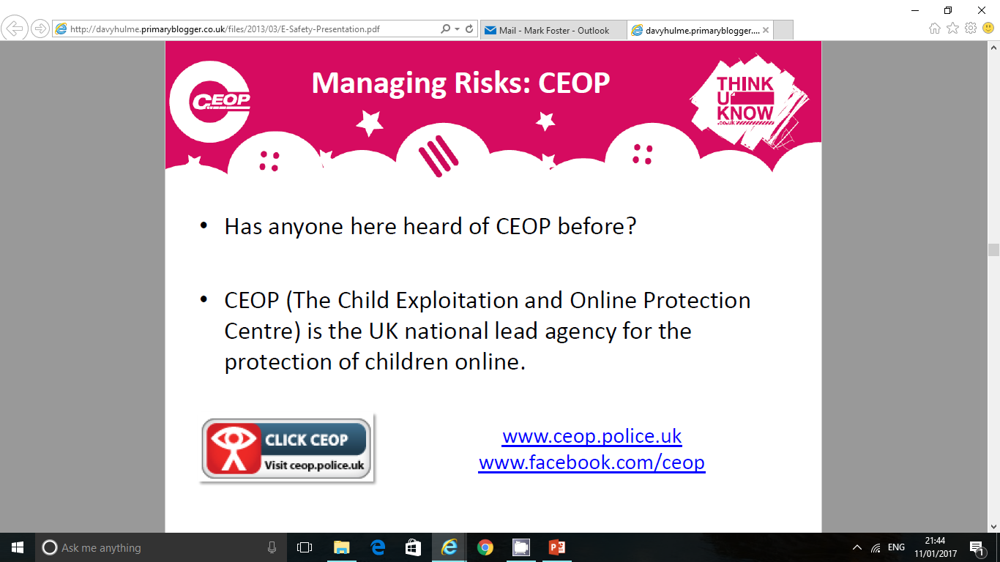 http://davyhulme.primaryblogger.co.uk/files/2013/03/E-Safety-Presentation.pdf
Mail - Mark Foster - Outlook
davyhulme.primaryblogger....
CEOP
Managing Risks: CEOP
THINK
U
KNOW
.co.uk
• Has anyone here heard of CEOP before?
• CEOP (The Child Exploitation and Online Protection
Centre) is the UK national lead agency for the
protection of children online.
CLICK CEOP
Visit ceop.police.uk
www.ceop.police.uk
www.facebook.com/ceop
Ask me anything
ENG
21:44
11/01/2017
1